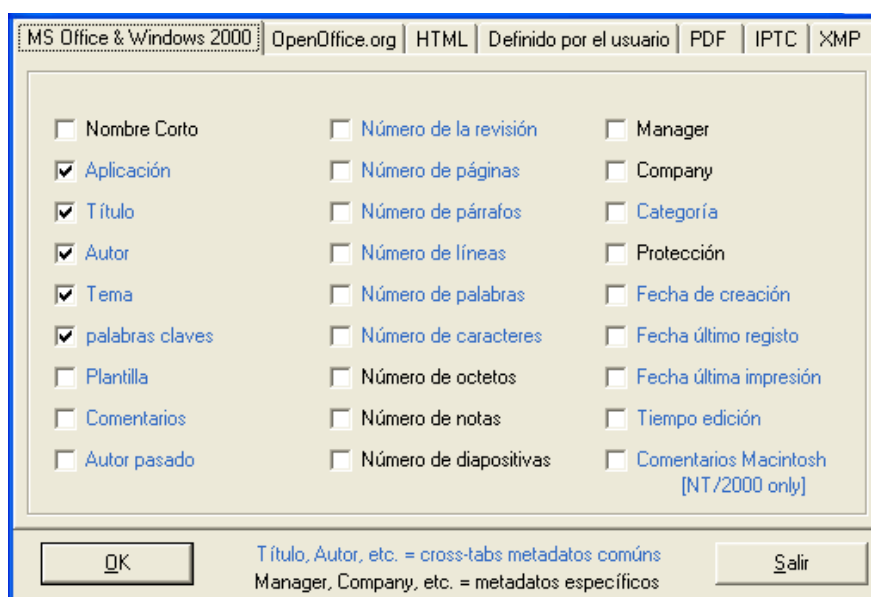 MS Office & Windows 2000 OpenOffice.org HTML Definido por el usuario PDF IPTC XMP
Nombre Corto
Aplicación
Título
Autor
Tema
palabras claves
Plantilla
Comentarios
Autor pasado
Número de la revisión
Número de páginas
Número de párrafos
Número de líneas
Número de palabras
Número de caracteres
Número de octetos
Número de notas
Número de diapositivas
Manager
Company
Categoría
Protección
Fecha de creación
Fecha último registo
Fecha última impresión
Tiempo edición
Comentarios Macintosh
[NT/2000 only]
OK
Título, Autor, etc. = cross-tabs metadatos comúns
Manager, Company, etc. = metadatos específicos
Salir